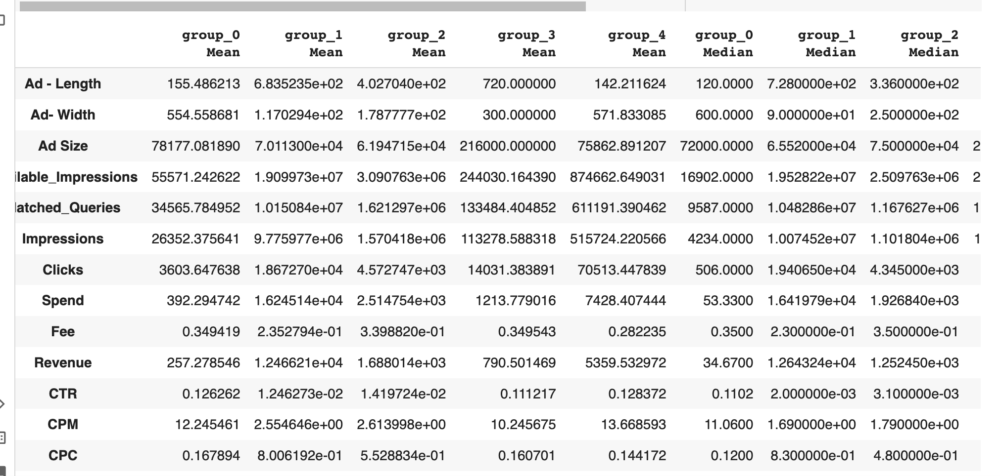 group_0 group_1 group_2 group_3 group_4 group_0 group_1 group_2
Mean Mean Mean Mean Mean Median Median Median
Ad - Length 155.486213 6.835235e+02 4.027040e+02 720.000000 142.211624 120.0000 7.280000e+02 3.360000e+02
Ad- Width 554.558681 1.170294e+02 1.787777e+02 300.000000 571.833085 600.0000 9.000000e+01 2.500000e+02
Ad Size 78177.081890 7.011300e+04 6.194715e+04 216000.000000 75862.891207 72000.0000 6.552000e+04 7.500000e+04 2
ilable_Impressions 55571.242622 1.909973e+07 3.090763e+06 244030.164390 874662.649031 16902.0000 1.952822e+07 2.509763e+06 2
atched_Queries 34565.784952 1.015084e+07 1.621297e+06 133484.404852 611191.390462 9587.0000 1.048286e+07 1.167627e+06 1
Impressions 26352.375641 9.775977e+06 1.570418e+06 113278.588318 515724.220566 4234.0000 1.007452e+07 1.101804e+06 1
Clicks 3603.647638 1.867270e+04 4.572747e+03 14031.383891 70513.447839 506.0000 1.940650e+04 4.345000e+03
Spend 392.294742 1.624514e+04 2.514754e+03 1213.779016 7428.407444 53.3300 1.641979e+04 1.926840e+03
Fee 0.349419 2.352794e-01 3.398820e-01 0.349543 0.282235 0.3500 2.300000e-01 3.500000e-01
Revenue 257.278546 1.246621e+04 1.688014e+03 790.501469 5359.532972 34.6700 1.264324e+04 1.252450e+03
CTR 0.126262 1.246273e-02 1.419724e-02 0.111217 0.128372 0.1102 2.000000e-03 3.100000e-03
CPM 12.245461 2.554646e+00 2.613998e+00 10.245675 13.668593 11.0600 1.690000e+00 1.790000e+00
CPC 0.167894 8.006192e-01 5.528834e-01 0.160701 0.144172 0.1200 8.300000e-01 4.800000e-01